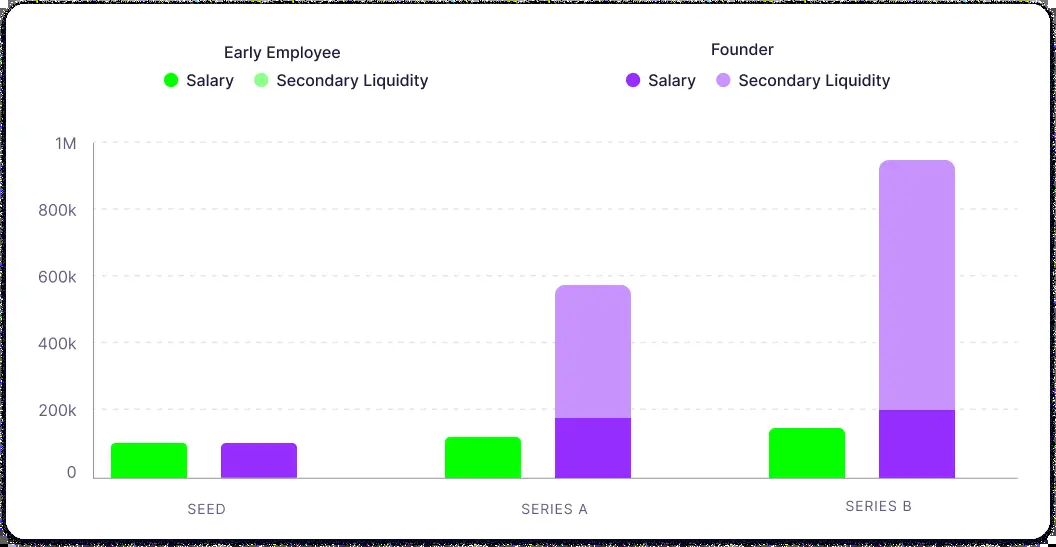 Early Employee
Salary Secondary Liquidity
Founder
Salary Secondary Liquidity
1M
800k
600k
400k
200k
0
SEED
SERIES A
SERIES B